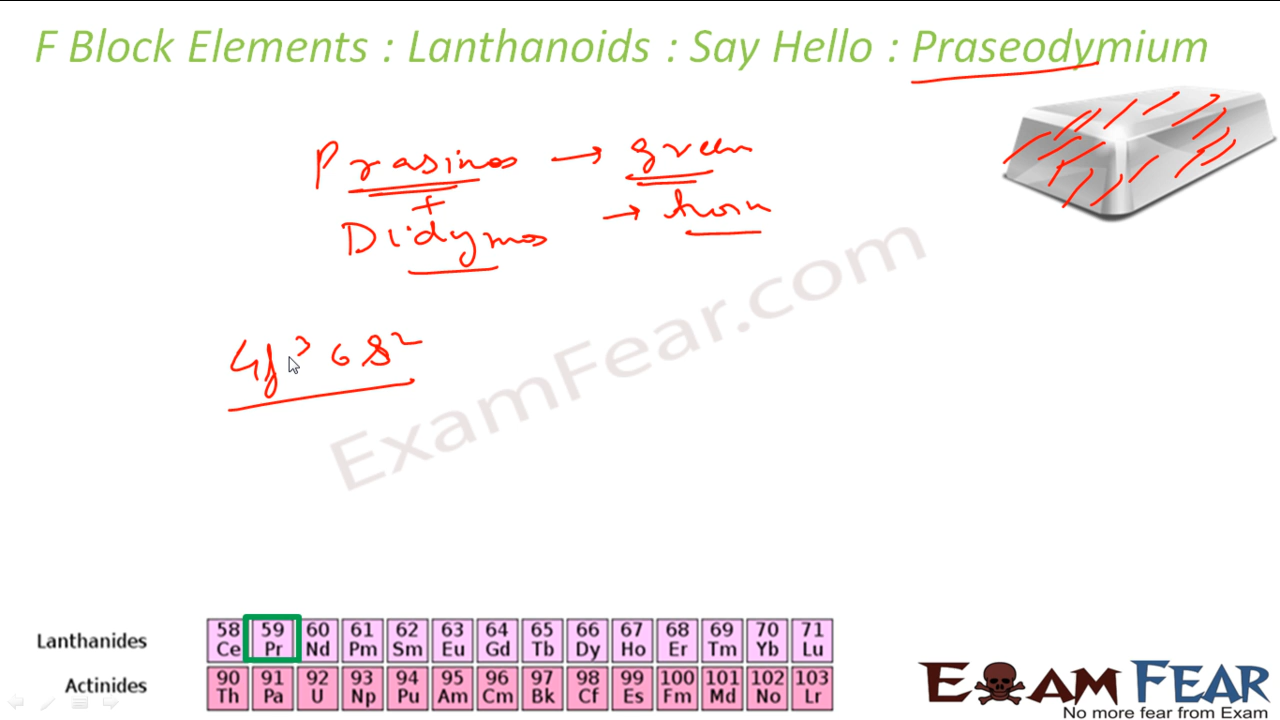 F Block Elements : Lanthanoids : Say Hello : Praseodymium
Prasinos → green
+
Didymos → twin
4f³ 6s²
ExamFear.com
Lanthanides 58 59 60 61 62 63 64 65 66 67 68 69 70 71
Ce Pr Nd Pm Sm Eu Gd Tb Dy Ho Er Tm Yb Lu
Actinides 90 91 92 93 94 95 96 97 98 99 100 101 102 103
Th Pa U Np Pu Am Cm Bk Cf Es Fm Md No Lr
EXAM FEAR
No more fear from Exam